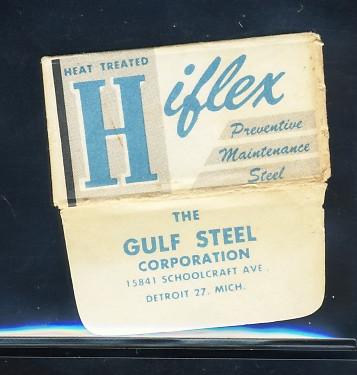 HEAT TREATED
Hiflex
Preventive
Maintenance
Steel
THE
GULF STEEL
CORPORATION
15841 SCHOOLCRAFT AVE.
DETROIT 27, MICH.